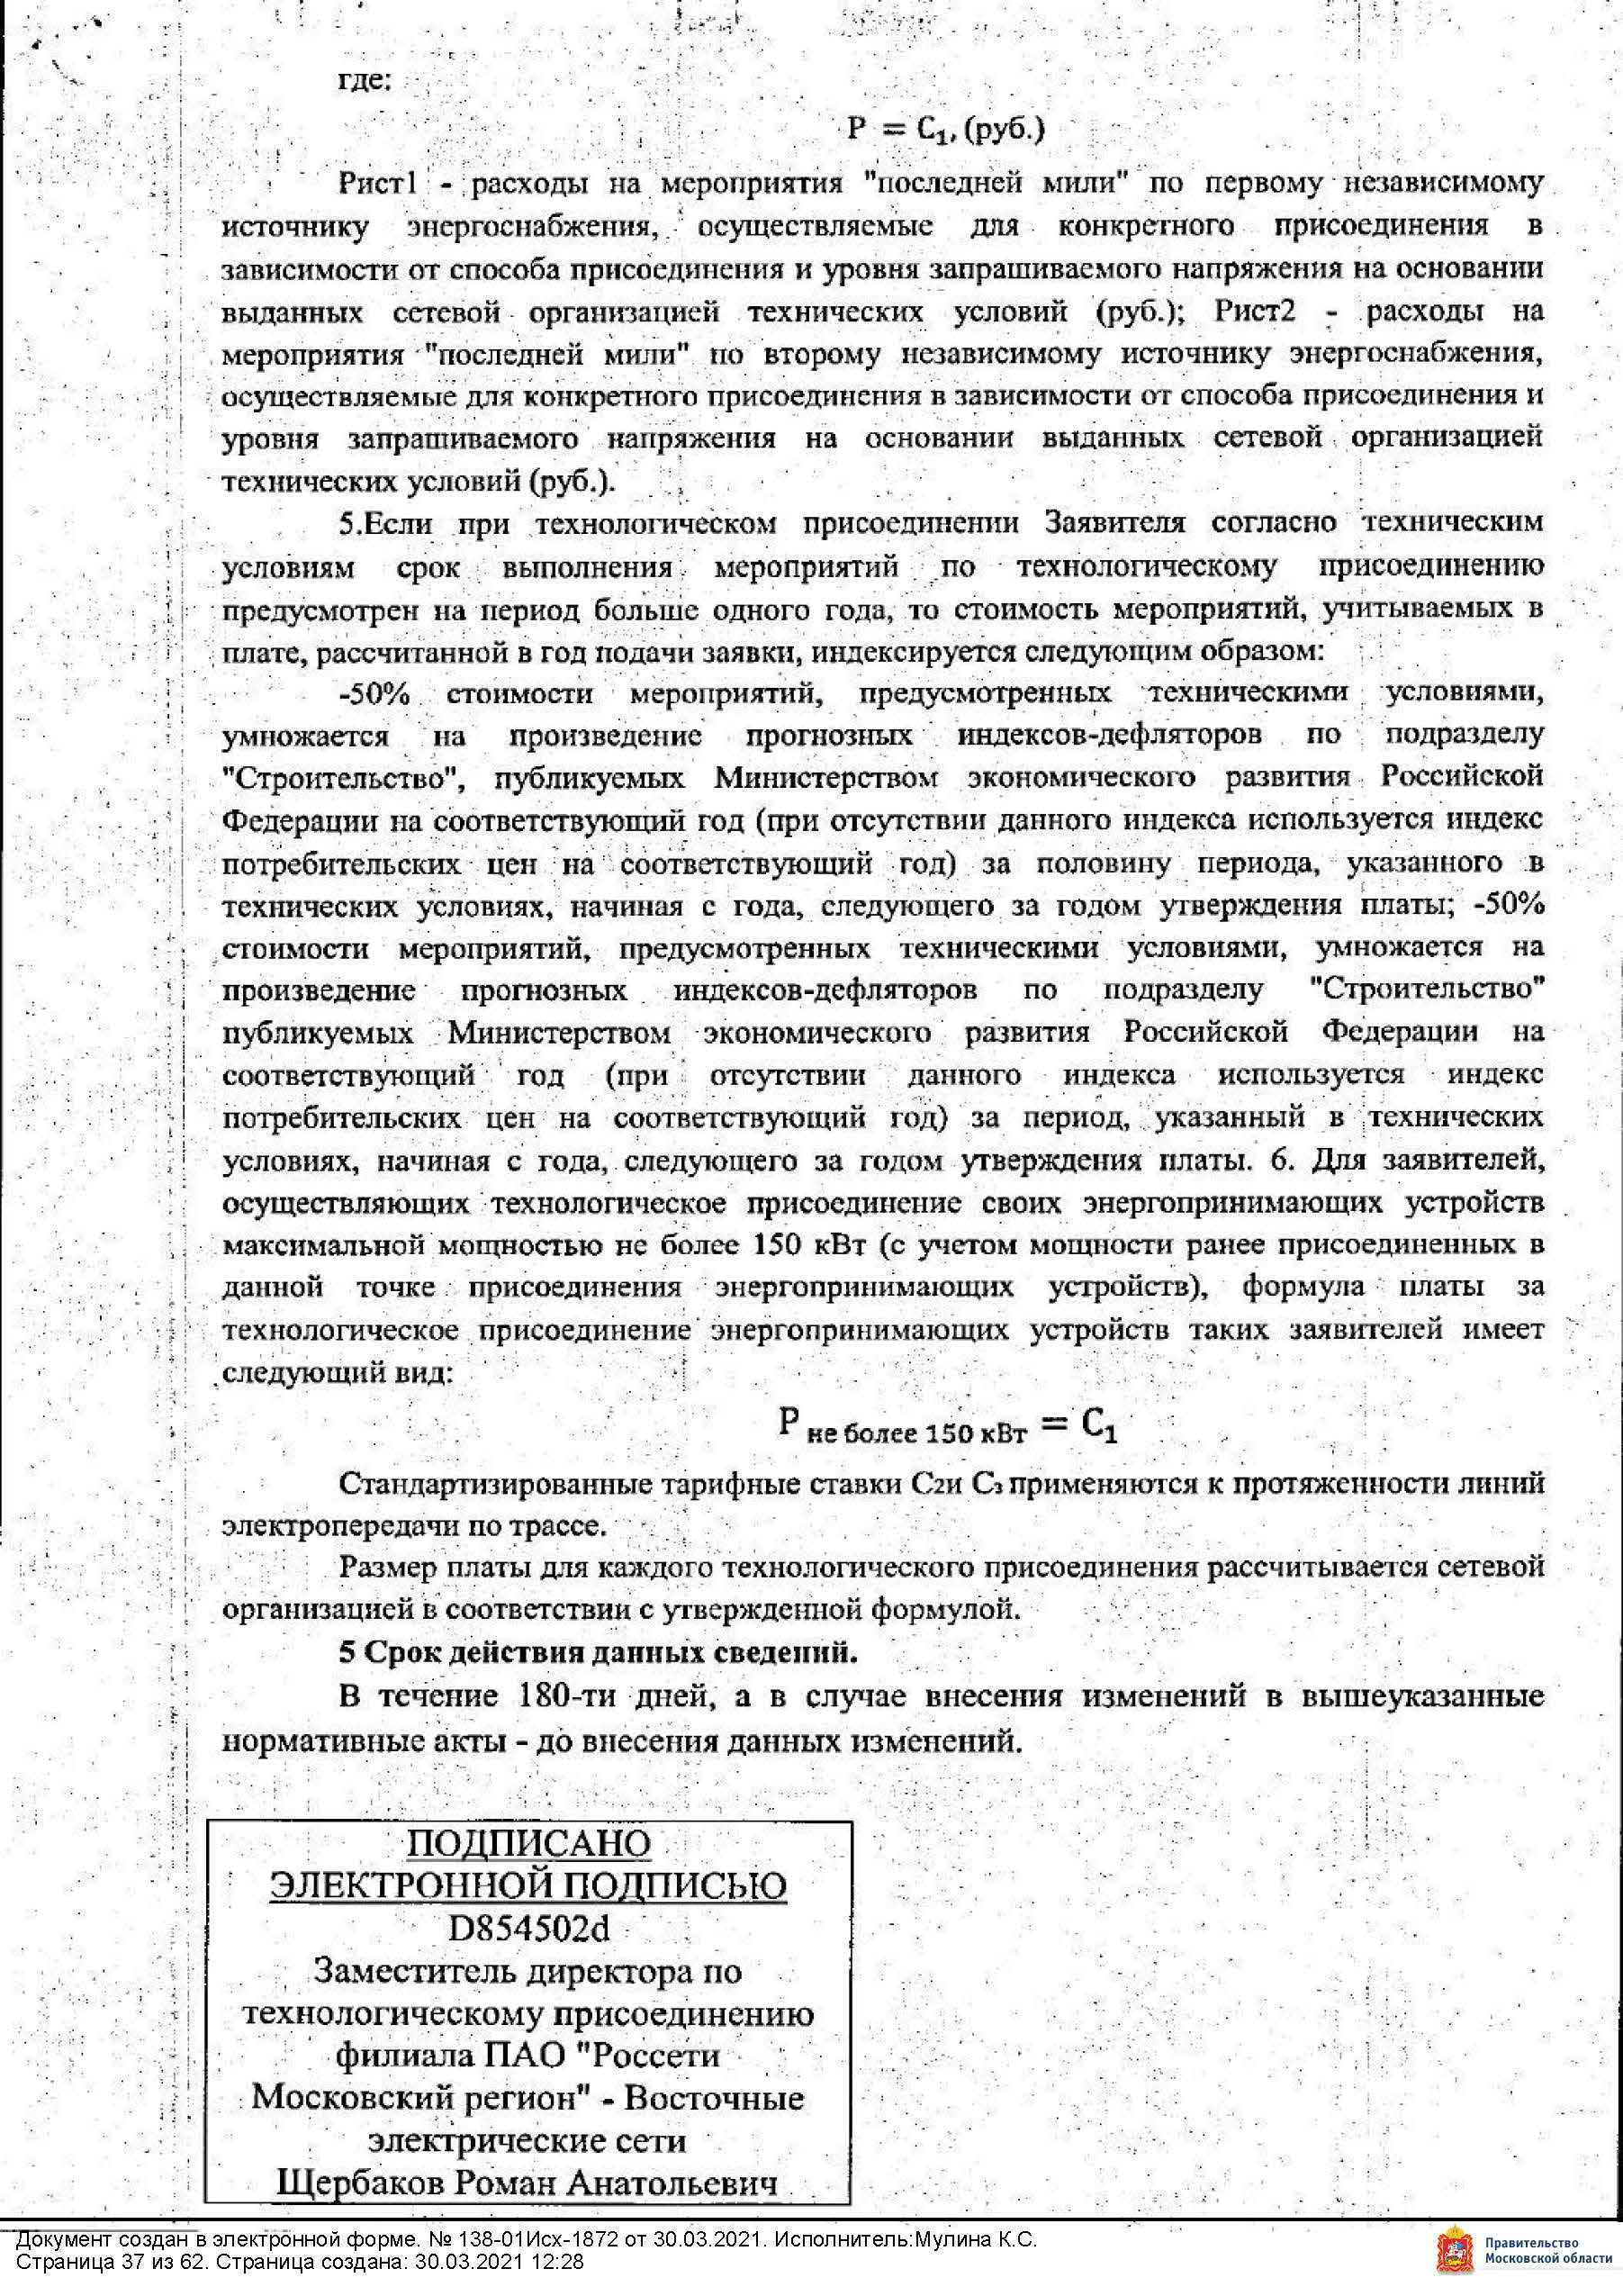 где:
P = C₁, (руб.)
Рист1 - расходы на мероприятия "последней мили" по первому независимому
источнику энергоснабжения, осуществляемые для конкретного присоединения в
зависимости от способа присоединения и уровня запрашиваемого напряжения на основании
выданных сетевой организацией технических условий (руб.); Рист2 - расходы на
мероприятия "последней мили" по второму независимому источнику энергоснабжения,
осуществляемые для конкретного присоединения в зависимости от способа присоединения и
уровня запрашиваемого напряжения на основании выданных сетевой организацией
технических условий (руб.).
5.Если при технологическом присоединении Заявителя согласно техническим
условиям срок выполнения мероприятий по технологическому присоединению
предусмотрен на период больше одного года, то стоимость мероприятий, учитываемых в
плате, рассчитанной в год подачи заявки, индексируется следующим образом:
-50% стоимости мероприятий, предусмотренных техническими условиями,
умножается на произведение прогнозных индексов-дефляторов по подразделу
"Строительство", публикуемых Министерством экономического развития Российской
Федерации на соответствующий год (при отсутствии данного индекса используется индекс
потребительских цен на соответствующий год) за половину периода, указанного в
технических условиях, начиная с года, следующего за годом утверждения платы; -50%
стоимости мероприятий, предусмотренных техническими условиями, умножается на
произведение прогнозных индексов-дефляторов по подразделу "Строительство"
публикуемых Министерством экономического развития Российской Федерации на
соответствующий год (при отсутствии данного индекса используется индекс
потребительских цен на соответствующий год) за период, указанный в технических
условиях, начиная с года, следующего за годом утверждения платы. 6. Для заявителей,
осуществляющих технологическое присоединение своих энергопринимающих устройств
максимальной мощностью не более 150 кВт (с учетом мощности ранее присоединенных в
данной точке присоединения энергопринимающих устройств), формула платы за
технологическое присоединение энергопринимающих устройств таких заявителей имеет
следующий вид:
P не более 150 кВт = C₁
Стандартизированные тарифные ставки С2и С3 применяются к протяженности линий
электропередачи по трассе.
Размер платы для каждого технологического присоединения рассчитывается сетевой
организацией в соответствии с утвержденной формулой.
5 Срок действия данных сведений.
В течение 180-ти дней, а в случае внесения изменений в вышеуказанные
нормативные акты - до внесения данных изменений.
ПОДПИСАНО
ЭЛЕКТРОННОЙ ПОДПИСЬЮ
D854502d
Заместитель директора по
технологическому присоединению
филиала ПАО "Россети
Московский регион" - Восточные
электрические сети
Щербаков Роман Анатольевич
Документ создан в электронной форме. № 138-01Исх-1872 от 30.03.2021. Исполнитель:Мулина К.С.
Страница 37 из 62. Страница создана: 30.03.2021 12:28
Правительство
Московской области